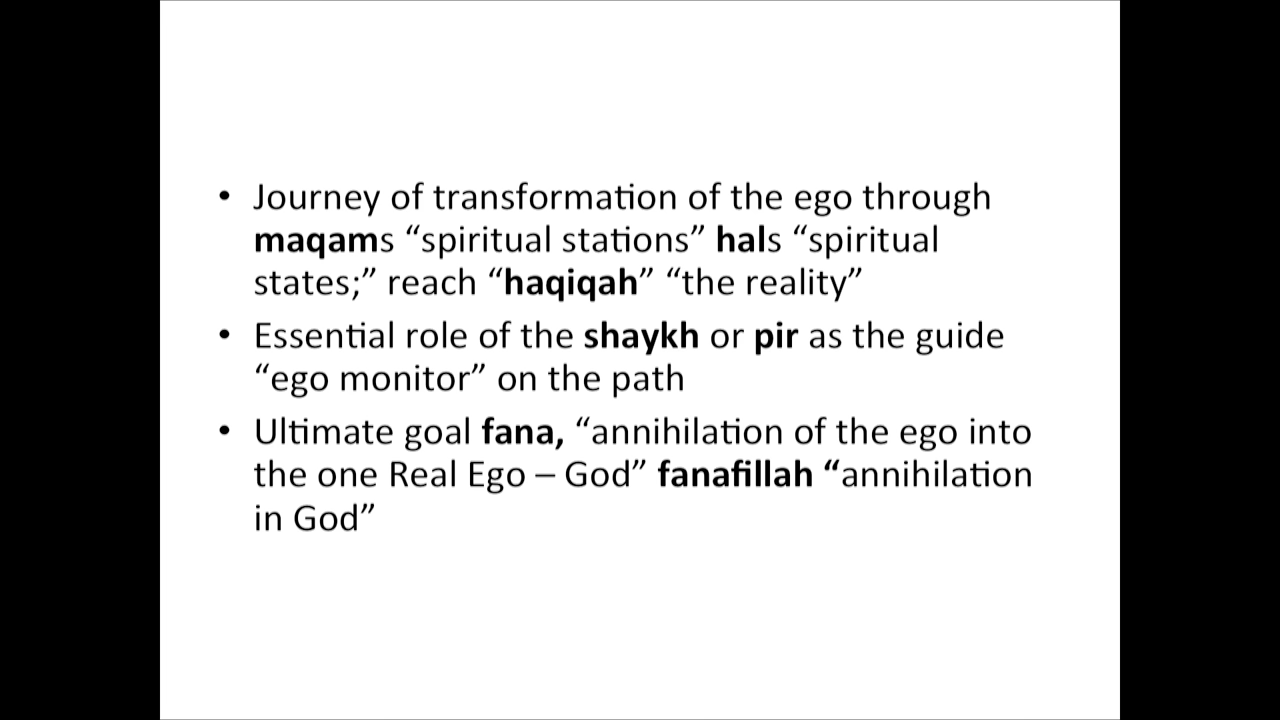 • Journey of transformation of the ego through
maqams “spiritual stations” hals “spiritual
states;” reach “haqiqah” “the reality”
• Essential role of the shaykh or pir as the guide
“ego monitor” on the path
• Ultimate goal fana, “annihilation of the ego into
the one Real Ego – God” fanafillah “annihilation
in God”